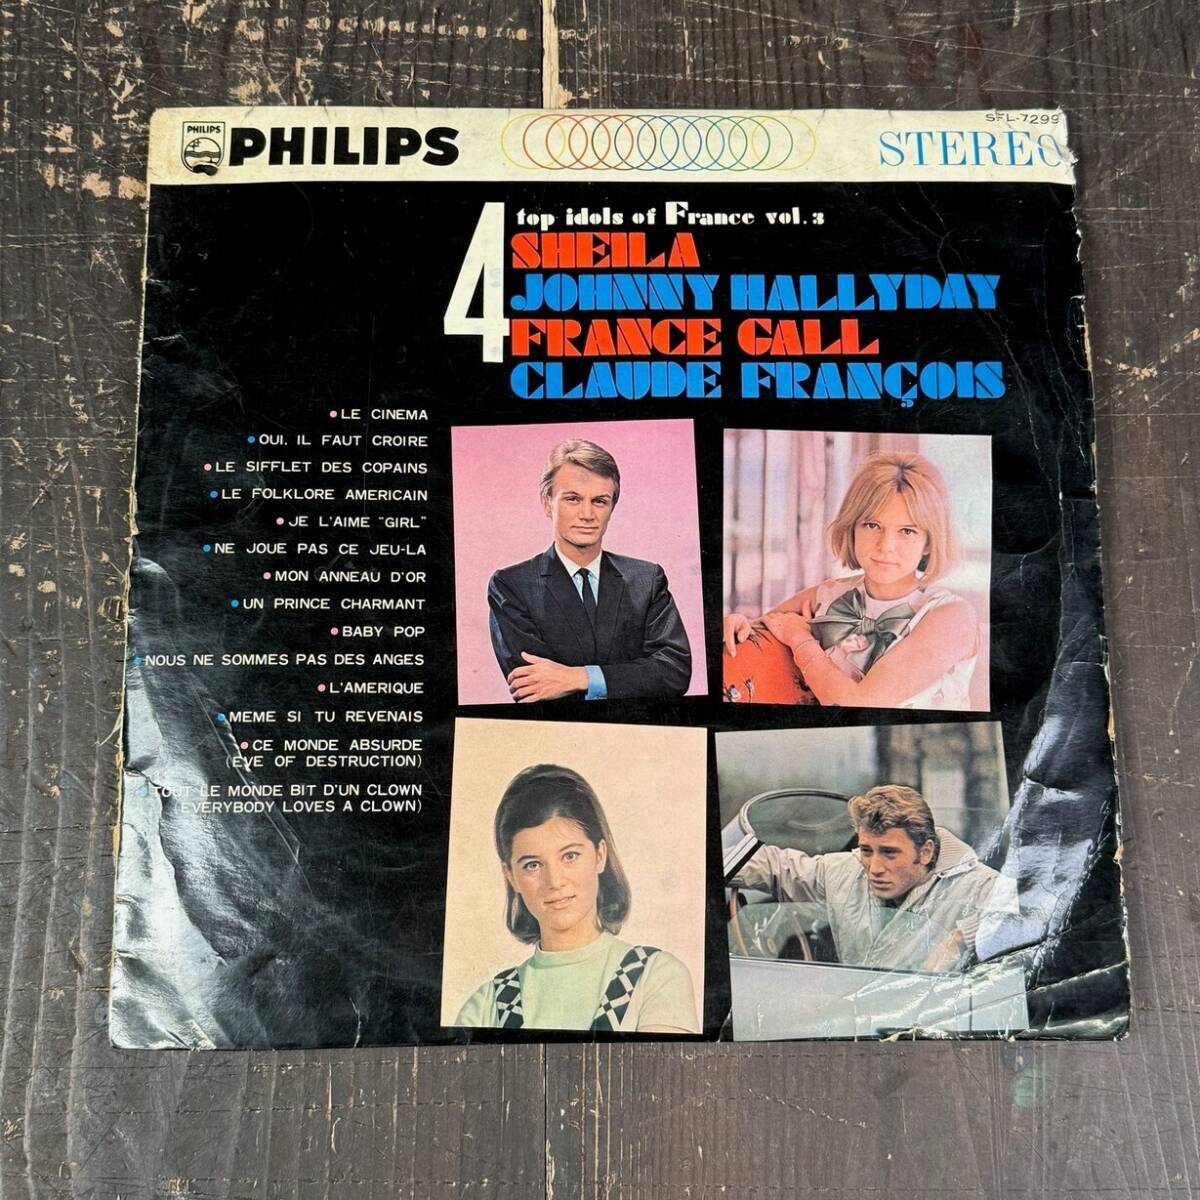 PHILIPS
PHILIPS
SFL-7299
STEREO
4 top idols of France vol. 3
SHEILA
JOHNNY HALLYDAY
FRANCE GALL
CLAUDE FRANÇOIS
• LE CINEMA
• OUI. IL FAUT CROIRE
• LE SIFFLET DES COPAINS
• LE FOLKLORE AMERICAIN
• JE L'AIME "GIRL"
• NE JOUE PAS CE JEU-LA
• MON ANNEAU D'OR
• UN PRINCE CHARMANT
• BABY POP
• NOUS NE SOMMES PAS DES ANGES
• L'AMERIQUE
• MEME SI TU REVENAIS
• CE MONDE ABSURDE
(EVE OF DESTRUCTION)
• TOUT LE MONDE BIT D'UN CLOWN
(EVERYBODY LOVES A CLOWN)